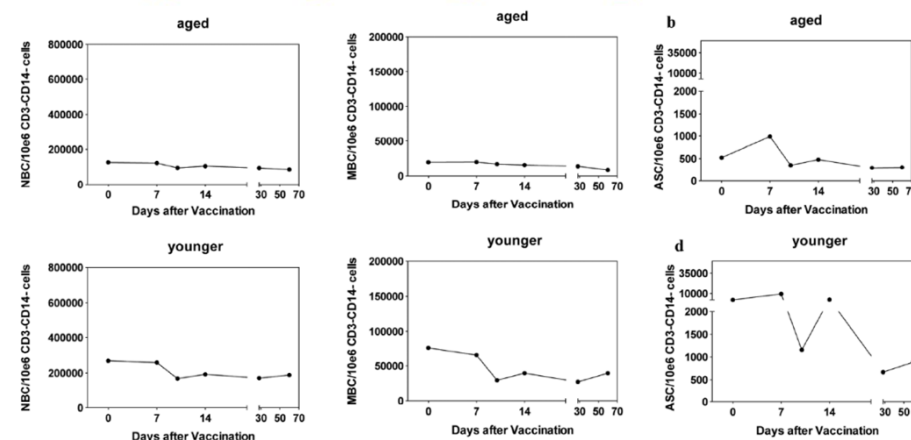 aged
NBC/10e6 CD3-CD14- cells
800000
600000
400000
200000
0
0 7 14 30 50 70
Days after Vaccination
aged
MBC/10e6 CD3-CD14- cells
200000
150000
100000
50000
0
0 7 14 30 50 70
Days after Vaccination
b
aged
ASC/10e6 CD3-CD14- cells
35000
10000
2000
1000
500
0
0 7 14 30 50
Days after Vaccination
younger
NBC/10e6 CD3-CD14- cells
800000
600000
400000
200000
0
0 7 14 30 50 70
Days after Vaccination
younger
MBC/10e6 CD3-CD14- cells
200000
150000
100000
50000
0
0 7 14 30 50 70
Days after Vaccination
d
younger
ASC/10e6 CD3-CD14- cells
35000
10000
2000
1000
500
0
0 7 14 30 50
Days after Vaccination